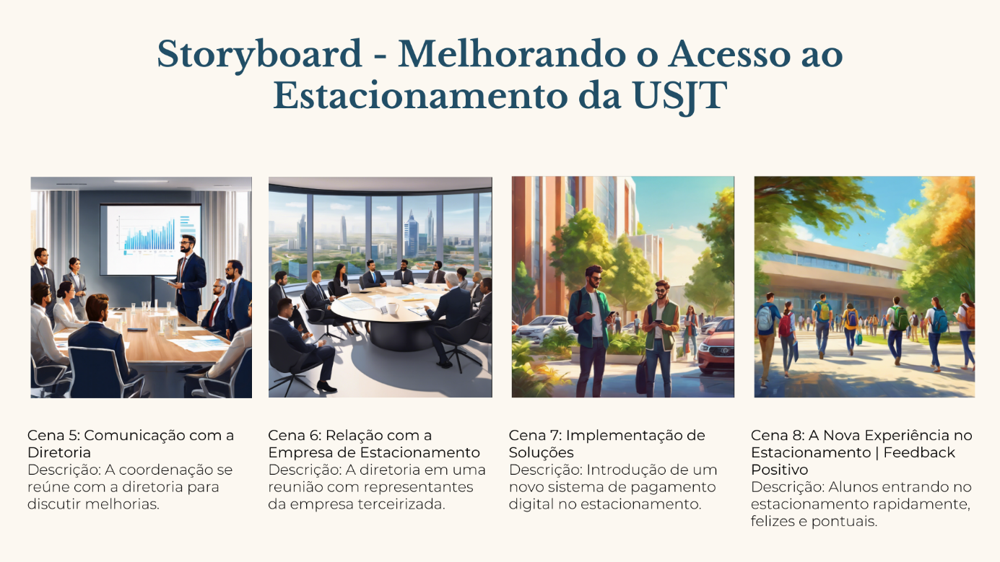 Storyboard - Melhorando o Acesso ao
Estacionamento da USJT
Cena 5: Comunicação com a
Diretoria
Descrição: A coordenação se
reúne com a diretoria para
discutir melhorias.
Cena 6: Relação com a
Empresa de Estacionamento
Descrição: A diretoria em uma
reunião com representantes
da empresa terceirizada.
Cena 7: Implementação de
Soluções
Descrição: Introdução de um
novo sistema de pagamento
digital no estacionamento.
Cena 8: A Nova Experiência no
Estacionamento | Feedback
Positivo
Descrição: Alunos entrando no
estacionamento rapidamente,
felizes e pontuais.